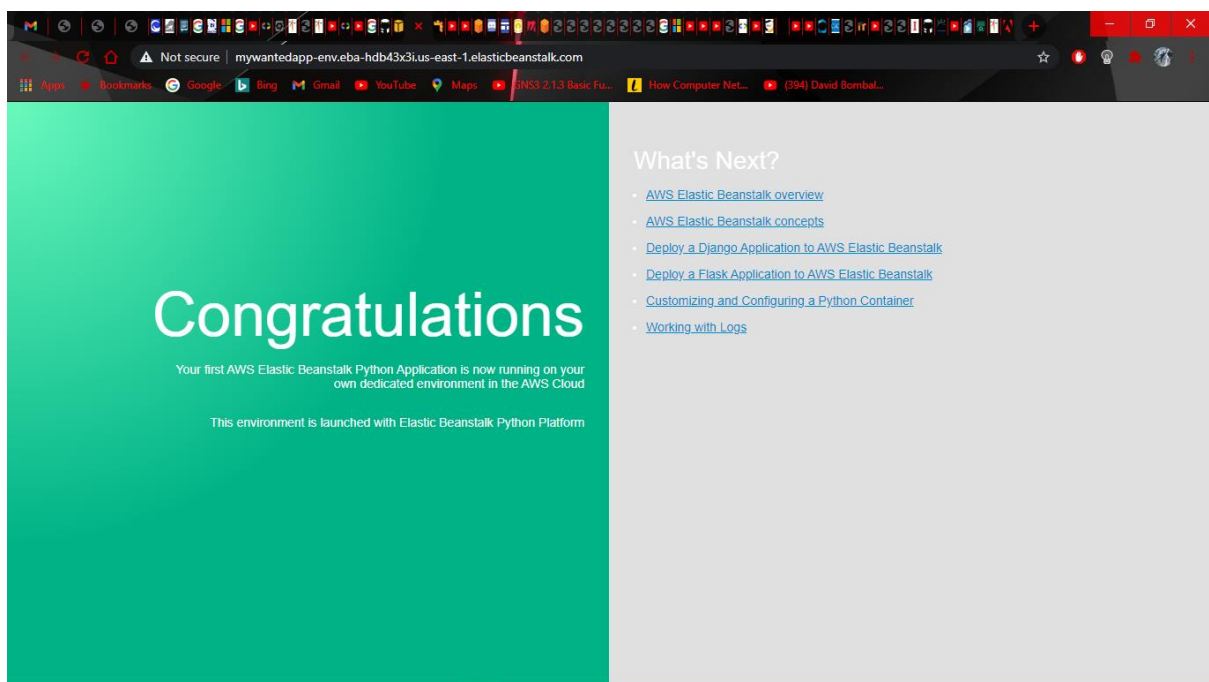 Not secure | mywantedapp-env.eba-hdb43x3i.us-east-1.elasticbeanstalk.com
Apps Bookmarks Google Bing Gmail YouTube Maps GNS3 2.1.3 Basic Fu... How Computer Net... (394) David Bombal...
Congratulations
Your first AWS Elastic Beanstalk Python Application is now running on your
own dedicated environment in the AWS Cloud
This environment is launched with Elastic Beanstalk Python Platform
What's Next?
AWS Elastic Beanstalk overview
AWS Elastic Beanstalk concepts
Deploy a Django Application to AWS Elastic Beanstalk
Deploy a Flask Application to AWS Elastic Beanstalk
Customizing and Configuring a Python Container
Working with Logs